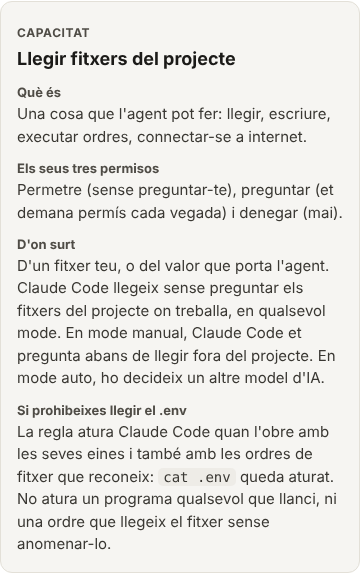 CAPACITAT
Llegir fitxers del projecte
Què és
Una cosa que l'agent pot fer: llegir, escriure,
executar ordres, connectar-se a internet.
Els seus tres permisos
Permetre (sense preguntar-te), preguntar (et
demana permís cada vegada) i denegar (mai).
D'on surt
D'un fitxer teu, o del valor que porta l'agent.
Claude Code llegeix sense preguntar els
fitxers del projecte on treballa, en qualsevol
mode. En mode manual, Claude Code et
pregunta abans de llegir fora del projecte. En
mode auto, ho decideix un altre model d'IA.
Si prohibeixes llegir el .env
La regla atura Claude Code quan l'obre amb
les seves eines i també amb les ordres de
fitxer que reconeix: cat .env queda aturat.
No atura un programa qualsevol que llanci, ni
una ordre que llegeix el fitxer sense
anomenar-lo.